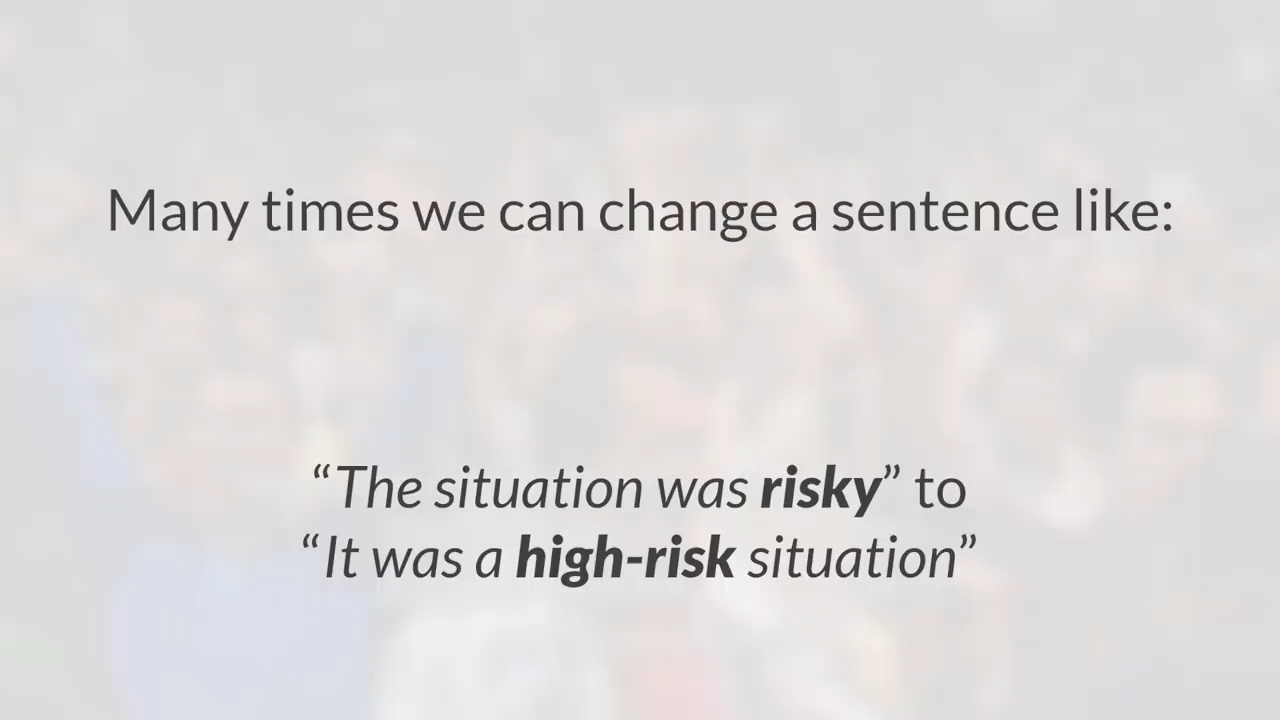 Many times we can change a sentence like:
“The situation was risky” to
“It was a high-risk situation”